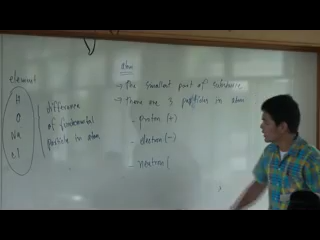 element
H
O
Na
Cl
difference
of fundamental
particle in atom
atom
→ The smallest part of substance
→ There are 3 particles in atom
- proton (+)
- electron (-)
- neutron (